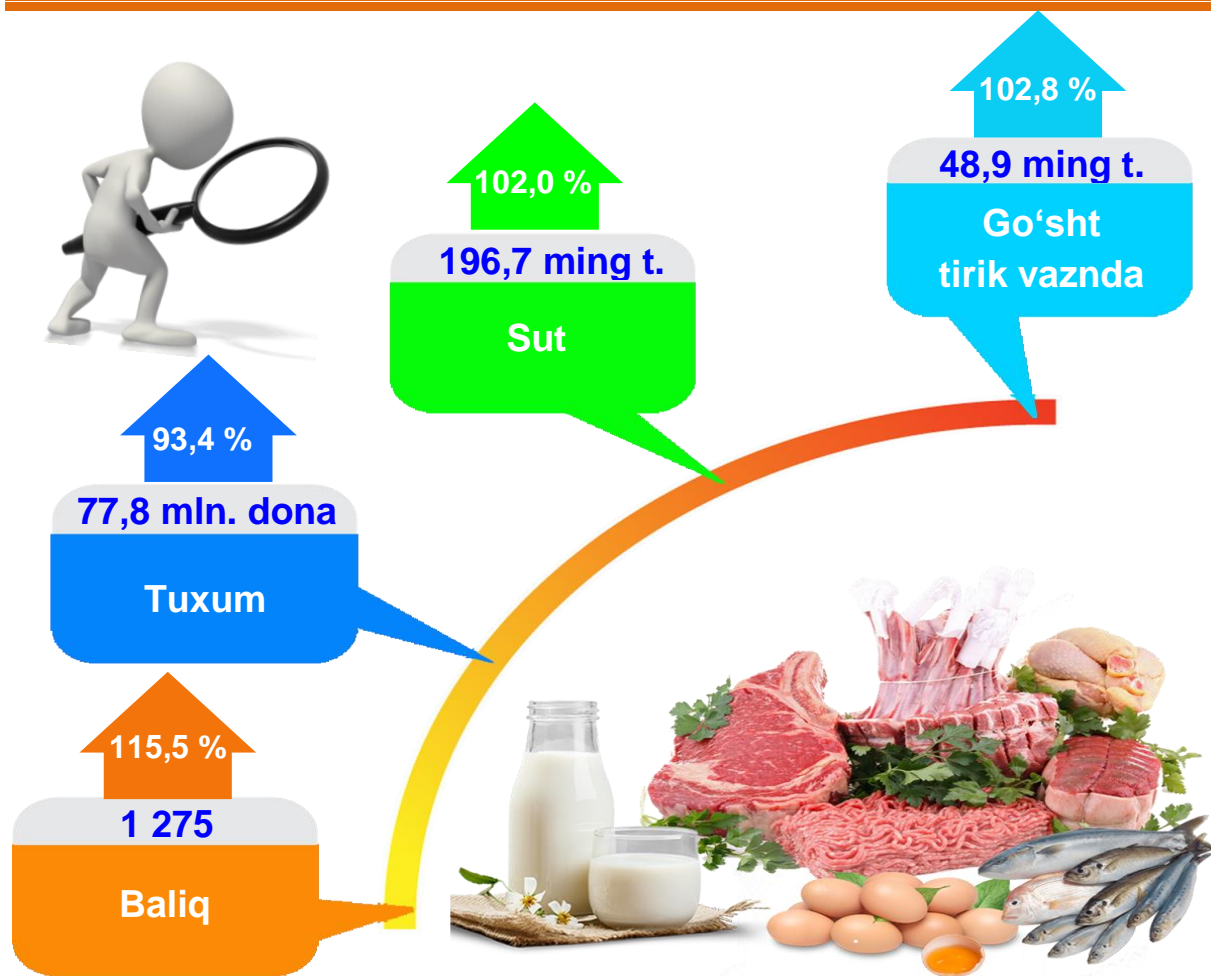 102,8 %
48,9 ming t.
Go‘sht
tirik vaznda
102,0 %
196,7 ming t.
Sut
93,4 %
77,8 mln. dona
Tuxum
115,5 %
1 275
Baliq